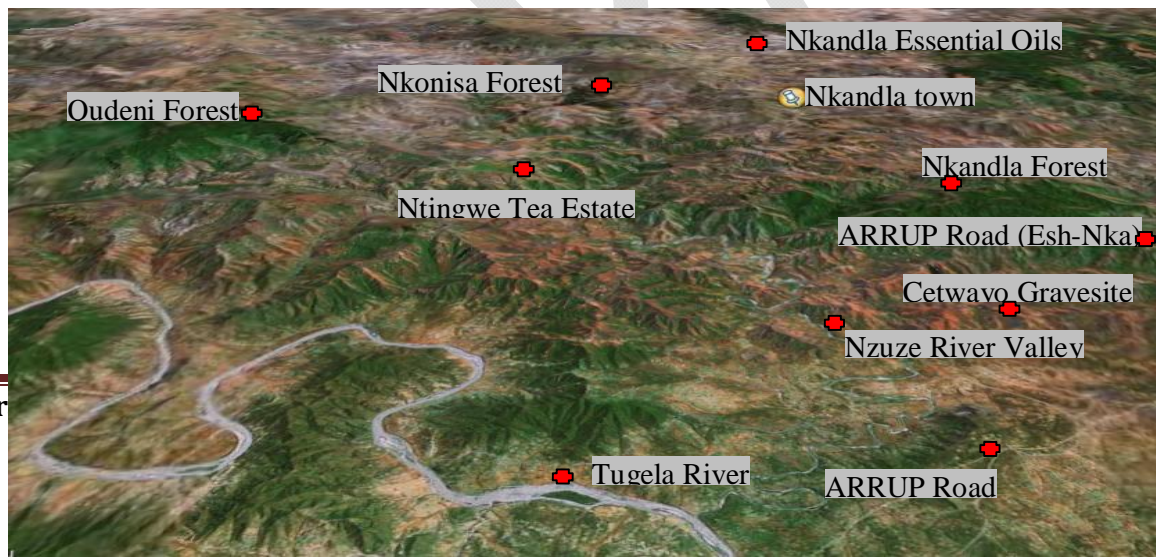 Nkandla Essential Oils
Nkonisa Forest
Nkandla town
Oudeni Forest
Nkandla Forest
Ntingwe Tea Estate
ARRUP Road (Esh-Nka)
Cetwayo Gravesite
Nzuze River Valley
r
Tugela River
ARRUP Road